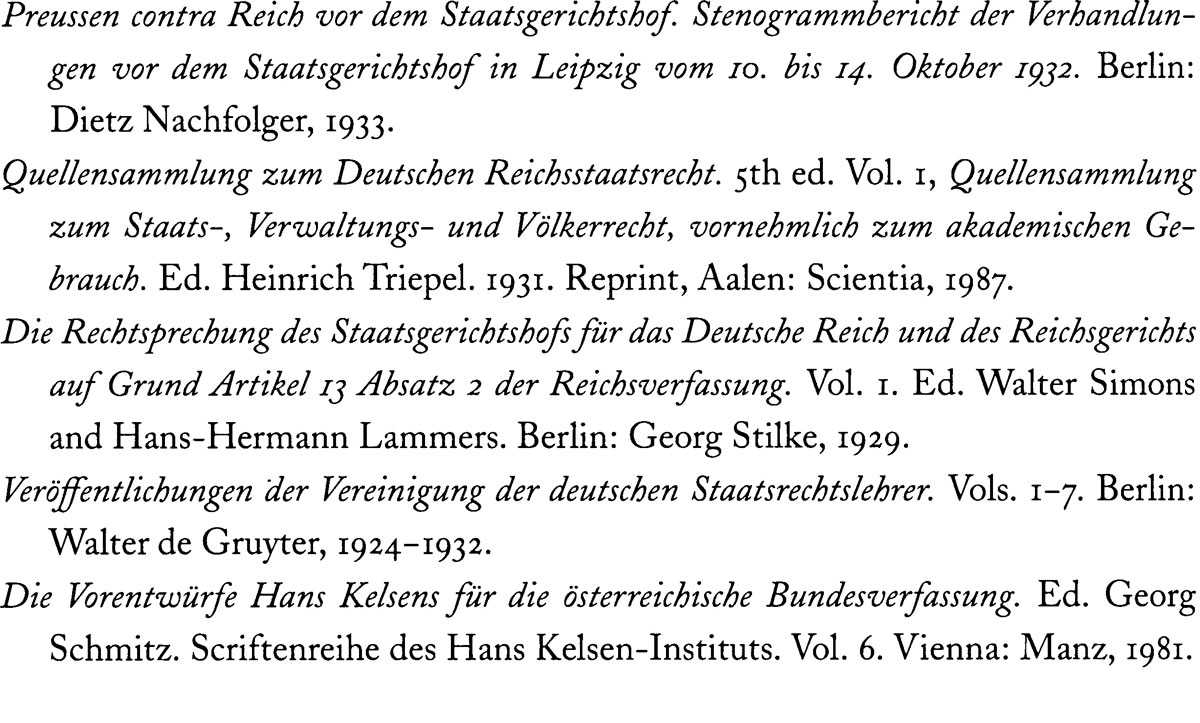 Preussen contra Reich vor dem Staatsgerichtshof. Stenogrammbericht der Verhandlun-
gen vor dem Staatsgerichtshof in Leipzig vom 10. bis 14. Oktober 1932. Berlin:
Dietz Nachfolger, 1933.
Quellensammlung zum Deutschen Reichsstaatsrecht. 5th ed. Vol. 1, Quellensammlung
zum Staats-, Verwaltungs- und Völkerrecht, vornehmlich zum akademischen Ge-
brauch. Ed. Heinrich Triepel. 1931. Reprint, Aalen: Scientia, 1987.
Die Rechtsprechung des Staatsgerichtshofs für das Deutsche Reich und des Reichsgerichts
auf Grund Artikel 13 Absatz 2 der Reichsverfassung. Vol. 1. Ed. Walter Simons
and Hans-Hermann Lammers. Berlin: Georg Stilke, 1929.
Veröffentlichungen der Vereinigung der deutschen Staatsrechtslehrer. Vols. 1–7. Berlin:
Walter de Gruyter, 1924–1932.
Die Vorentwürfe Hans Kelsens für die österreichische Bundesverfassung. Ed. Georg
Schmitz. Scriftenreihe des Hans Kelsen-Instituts. Vol. 6. Vienna: Manz, 1981.